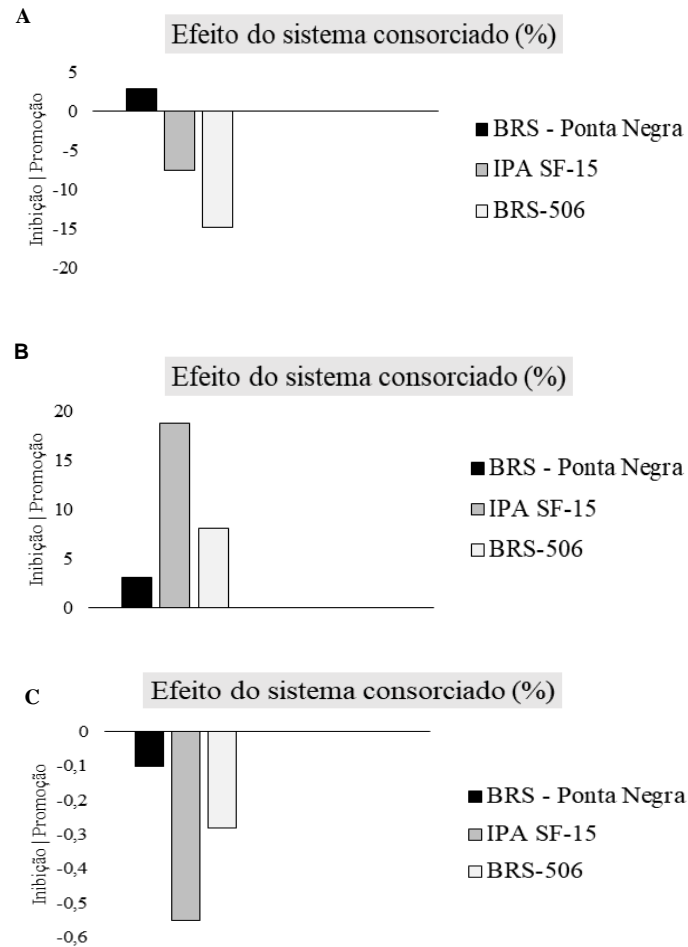 A
Efeito do sistema consorciado (%)
Inibição | Promoção
5
0
-5
-10
-15
-20
BRS - Ponta Negra
IPA SF-15
BRS-506
B
Efeito do sistema consorciado (%)
Inibição | Promoção
20
15
10
5
0
BRS - Ponta Negra
IPA SF-15
BRS-506
C
Efeito do sistema consorciado (%)
Inibição | Promoção
0
-0,1
-0,2
-0,3
-0,4
-0,5
-0,6
BRS - Ponta Negra
IPA SF-15
BRS-506